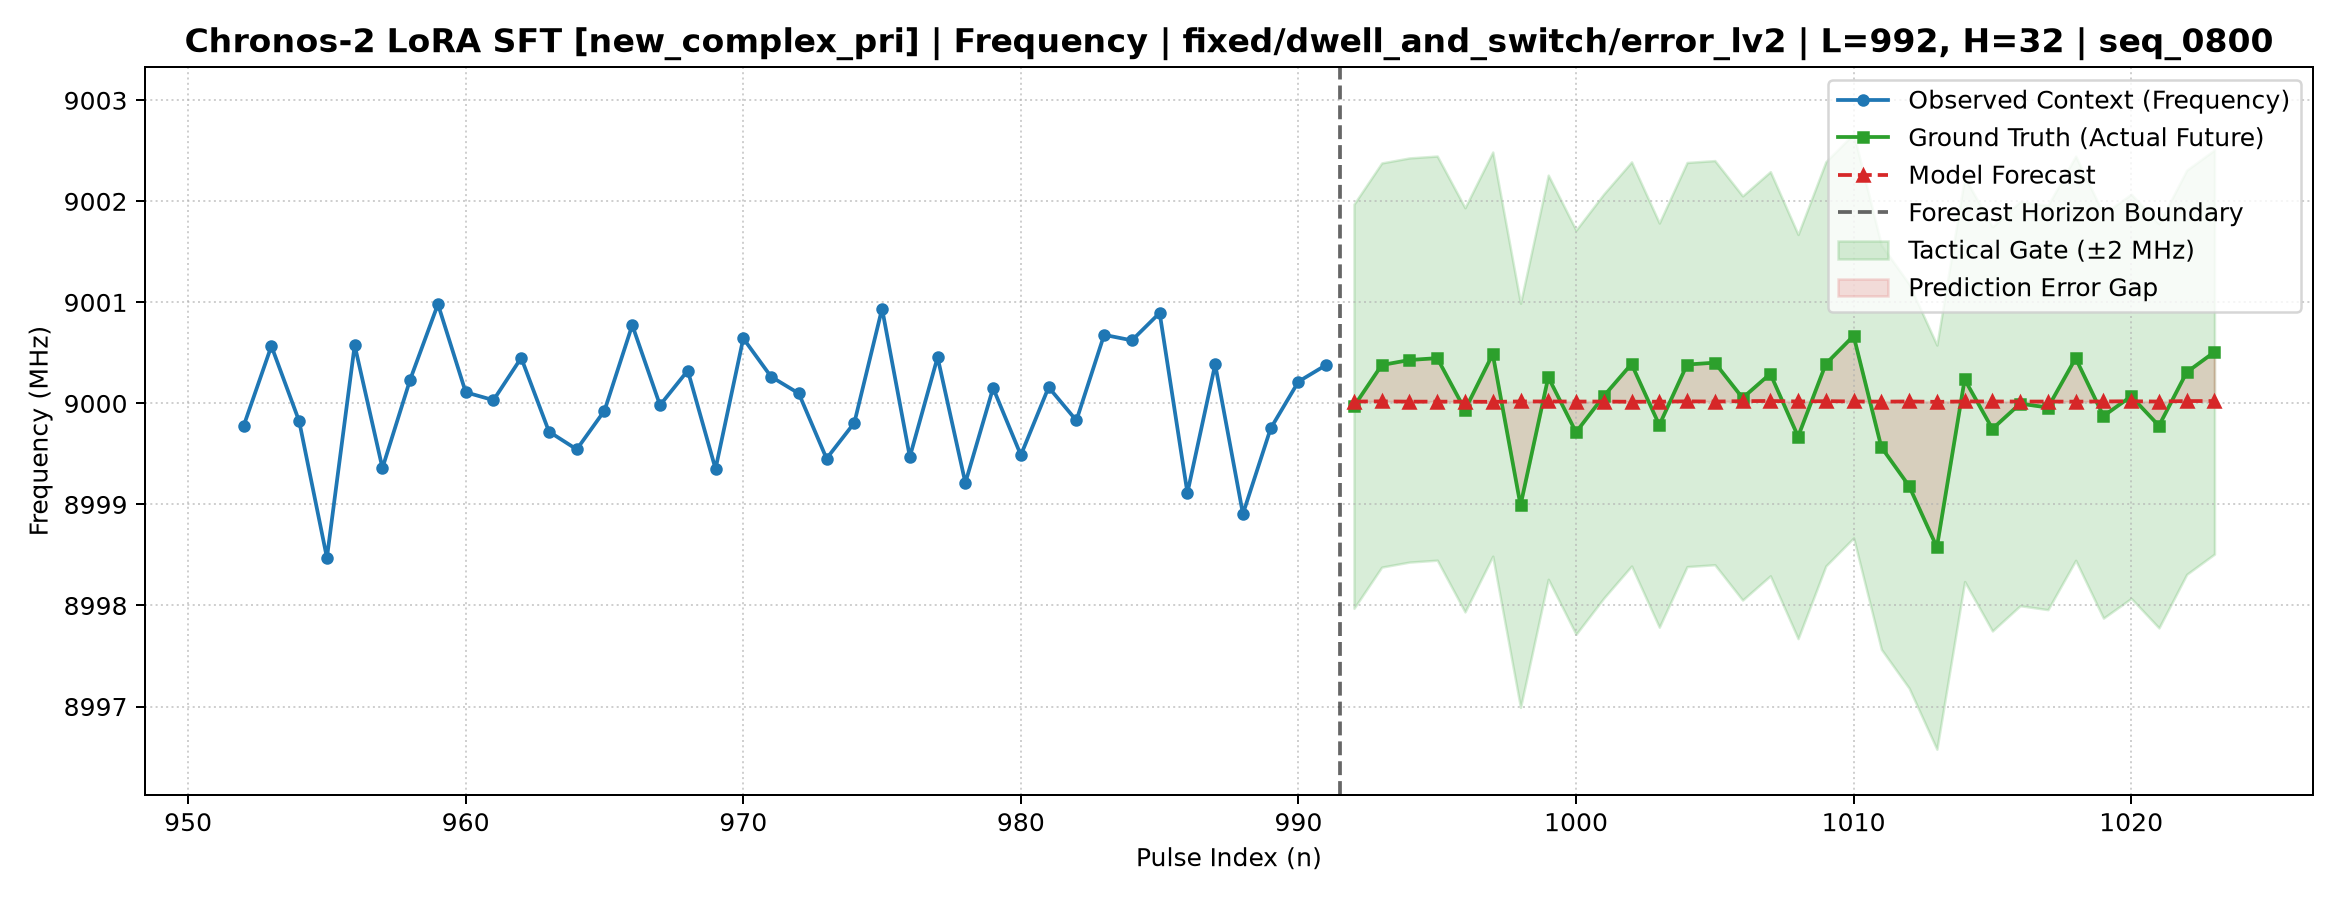 Chronos-2 LoRA SFT [new_complex_pri] | Frequency | fixed/dwell_and_switch/error_lv2 | L=992, H=32 | seq_0800
Frequency (MHz)
9003
9002
9001
9000
8999
8998
8997
Observed Context (Frequency)
Ground Truth (Actual Future)
Model Forecast
Forecast Horizon Boundary
Tactical Gate (±2 MHz)
Prediction Error Gap
950 960 970 980 990 1000 1010 1020
Pulse Index (n)